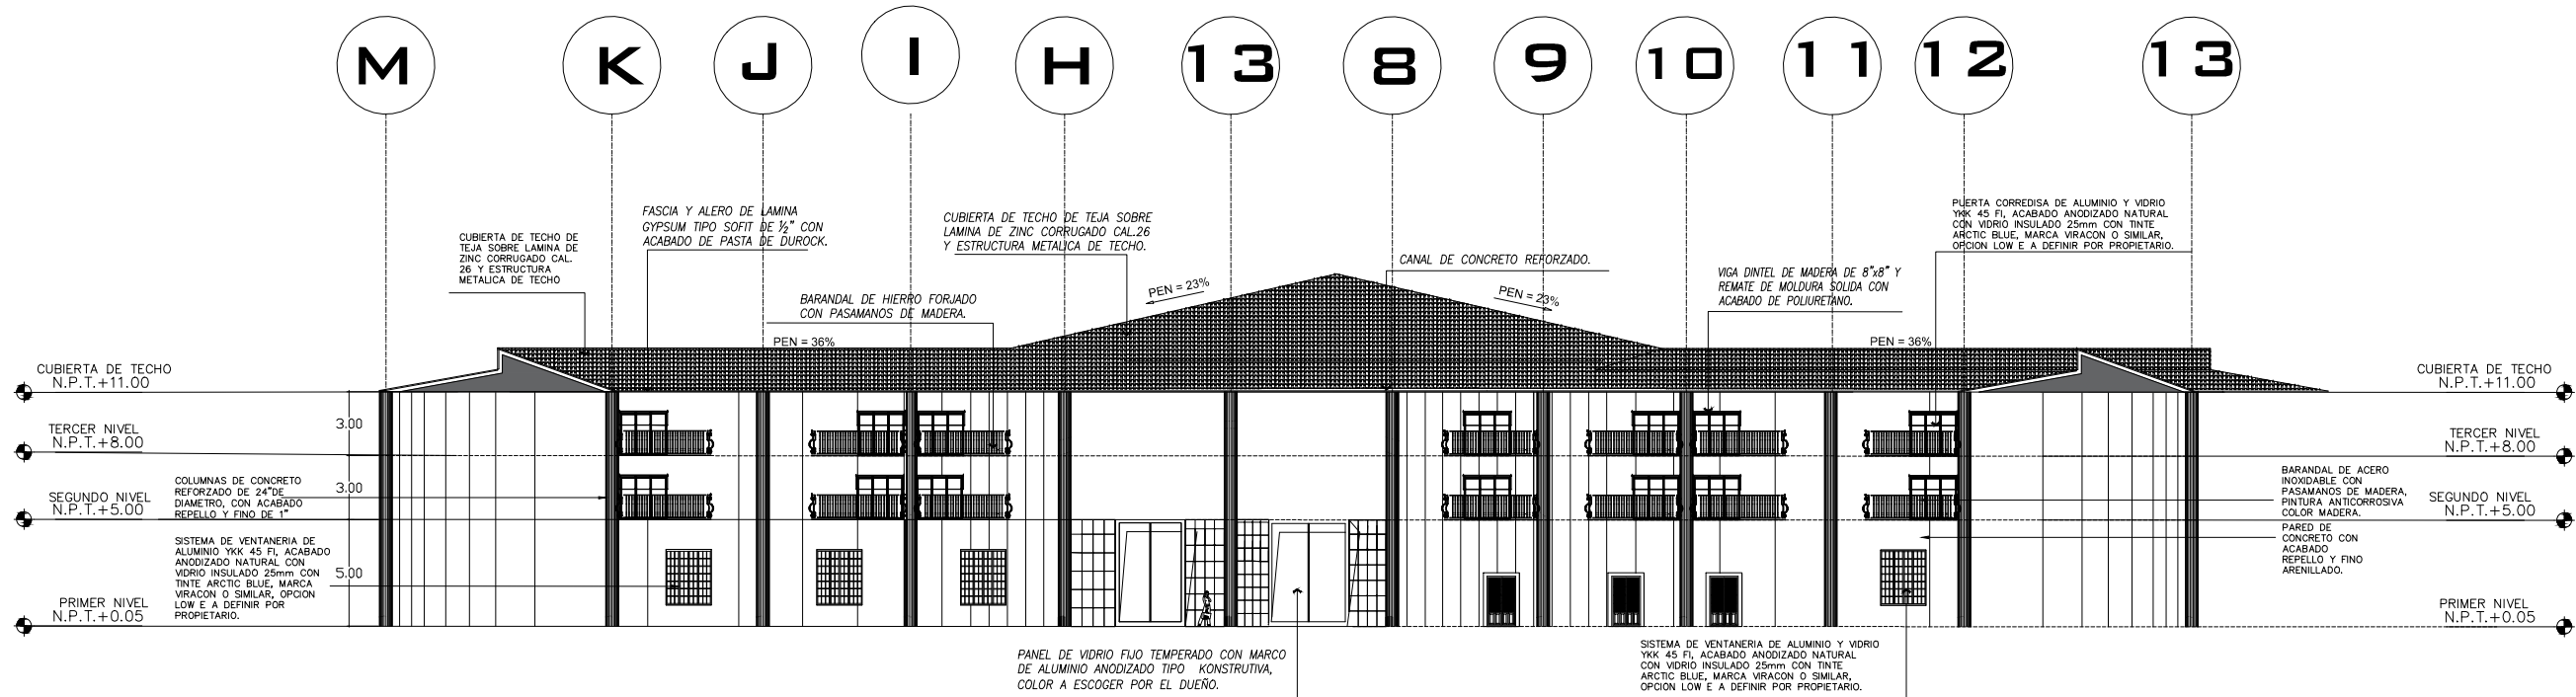 M K J I H 13 8 9 10 11 12 13
PUERTA CORREDISA DE ALUMINIO Y VIDRIO
YKK 45 FI, ACABADO ANODIZADO NATURAL
CON VIDRIO INSULADO 25mm CON TINTE
ARCTIC BLUE, MARCA VIRACON O SIMILAR,
OPCION LOW E A DEFINIR POR PROPIETARIO.
FASCIA Y ALERO DE LAMINA
GYPSUM TIPO SOFIT DE ½" CON
ACABADO DE PASTA DE DUROCK.
CUBIERTA DE TECHO DE TEJA SOBRE
LAMINA DE ZINC CORRUGADO CAL.26
Y ESTRUCTURA METALICA DE TECHO.
CUBIERTA DE TECHO DE
TEJA SOBRE LAMINA DE
ZINC CORRUGADO CAL.
26 Y ESTRUCTURA
METALICA DE TECHO
CANAL DE CONCRETO REFORZADO.
VIGA DINTEL DE MADERA DE 8"x8" Y
REMATE DE MOLDURA SOLIDA CON
ACABADO DE POLIURETANO.
BARANDAL DE HIERRO FORJADO
CON PASAMANOS DE MADERA.
PEN = 23%
PEN = 23%
PEN = 36%
PEN = 36%
CUBIERTA DE TECHO
N.P.T.+11.00
CUBIERTA DE TECHO
N.P.T.+11.00
3.00
TERCER NIVEL
N.P.T.+8.00
TERCER NIVEL
N.P.T.+8.00
COLUMNAS DE CONCRETO
REFORZADO DE 24"DE
DIAMETRO, CON ACABADO
REPELLO Y FINO DE 1"
3.00
SEGUNDO NIVEL
N.P.T.+5.00
BARANDAL DE ACERO
INOXIDABLE CON
PASAMANOS DE MADERA,
PINTURA ANTICORROSIVA
COLOR MADERA.
SEGUNDO NIVEL
N.P.T.+5.00
PARED DE
CONCRETO CON
ACABADO
REPELLO Y FINO
ARENILLADO.
SISTEMA DE VENTANERIA DE
ALUMINIO YKK 45 FI, ACABADO
ANODIZADO NATURAL CON
VIDRIO INSULADO 25mm CON
TINTE ARCTIC BLUE, MARCA
VIRACON O SIMILAR, OPCION
LOW E A DEFINIR POR
PROPIETARIO.
5.00
PRIMER NIVEL
N.P.T.+0.05
PRIMER NIVEL
N.P.T.+0.05
PANEL DE VIDRIO FIJO TEMPERADO CON MARCO
DE ALUMINIO ANODIZADO TIPO KONSTRUTIVA,
COLOR A ESCOGER POR EL DUEÑO.
SISTEMA DE VENTANERIA DE ALUMINIO Y VIDRIO
YKK 45 FI, ACABADO ANODIZADO NATURAL
CON VIDRIO INSULADO 25mm CON TINTE
ARCTIC BLUE, MARCA VIRACON O SIMILAR,
OPCION LOW E A DEFINIR POR PROPIETARIO.